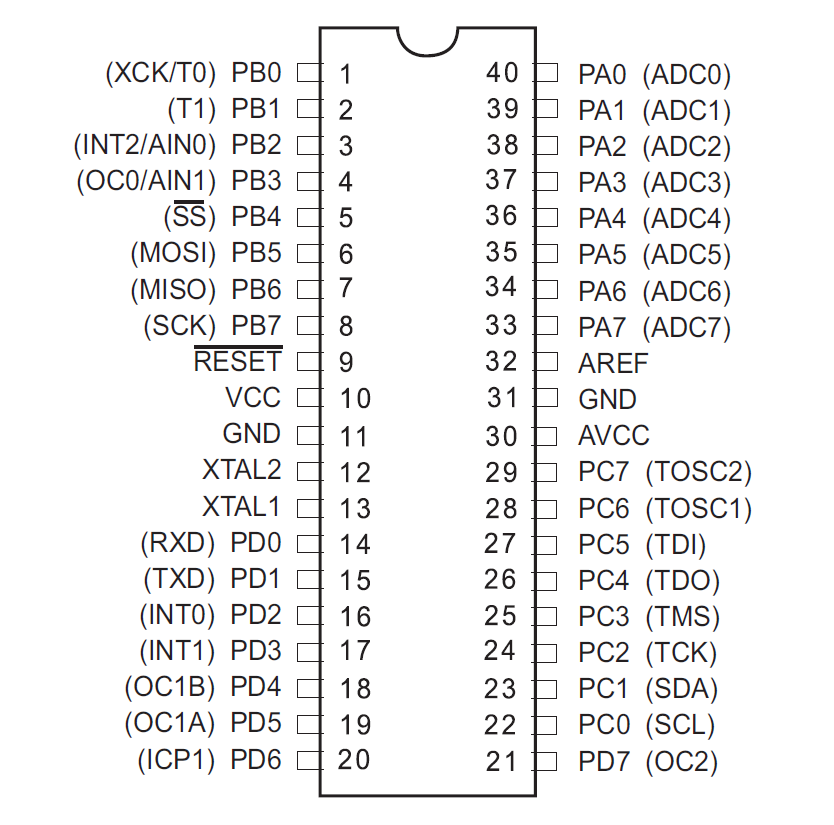 (XCK/T0) PB0 1 40 PA0 (ADC0)
(T1) PB1 2 39 PA1 (ADC1)
(INT2/AIN0) PB2 3 38 PA2 (ADC2)
(OC0/AIN1) PB3 4 37 PA3 (ADC3)
(SS) PB4 5 36 PA4 (ADC4)
(MOSI) PB5 6 35 PA5 (ADC5)
(MISO) PB6 7 34 PA6 (ADC6)
(SCK) PB7 8 33 PA7 (ADC7)
RESET 9 32 AREF
VCC 10 31 GND
GND 11 30 AVCC
XTAL2 12 29 PC7 (TOSC2)
XTAL1 13 28 PC6 (TOSC1)
(RXD) PD0 14 27 PC5 (TDI)
(TXD) PD1 15 26 PC4 (TDO)
(INT0) PD2 16 25 PC3 (TMS)
(INT1) PD3 17 24 PC2 (TCK)
(OC1B) PD4 18 23 PC1 (SDA)
(OC1A) PD5 19 22 PC0 (SCL)
(ICP1) PD6 20 21 PD7 (OC2)